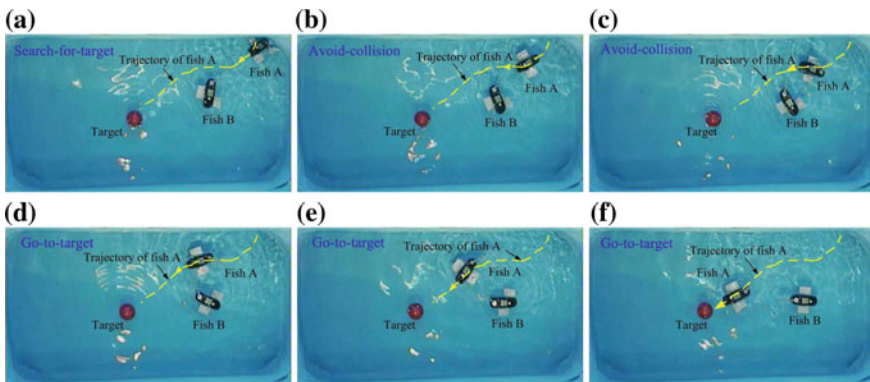 (a)
Search-for-target
Trajectory of fish A
Fish A
Fish B
Target
(b)
Avoid-collision
Trajectory of fish A
Fish A
Fish B
Target
(c)
Avoid-collision
Trajectory of fish A
Fish A
Fish B
Target
(d)
Go-to-target
Trajectory of fish A
Fish A
Fish B
Target
(e)
Go-to-target
Trajectory of fish A
Fish A
Fish B
Target
(f)
Go-to-target
Trajectory of fish A
Fish A
Fish B
Target